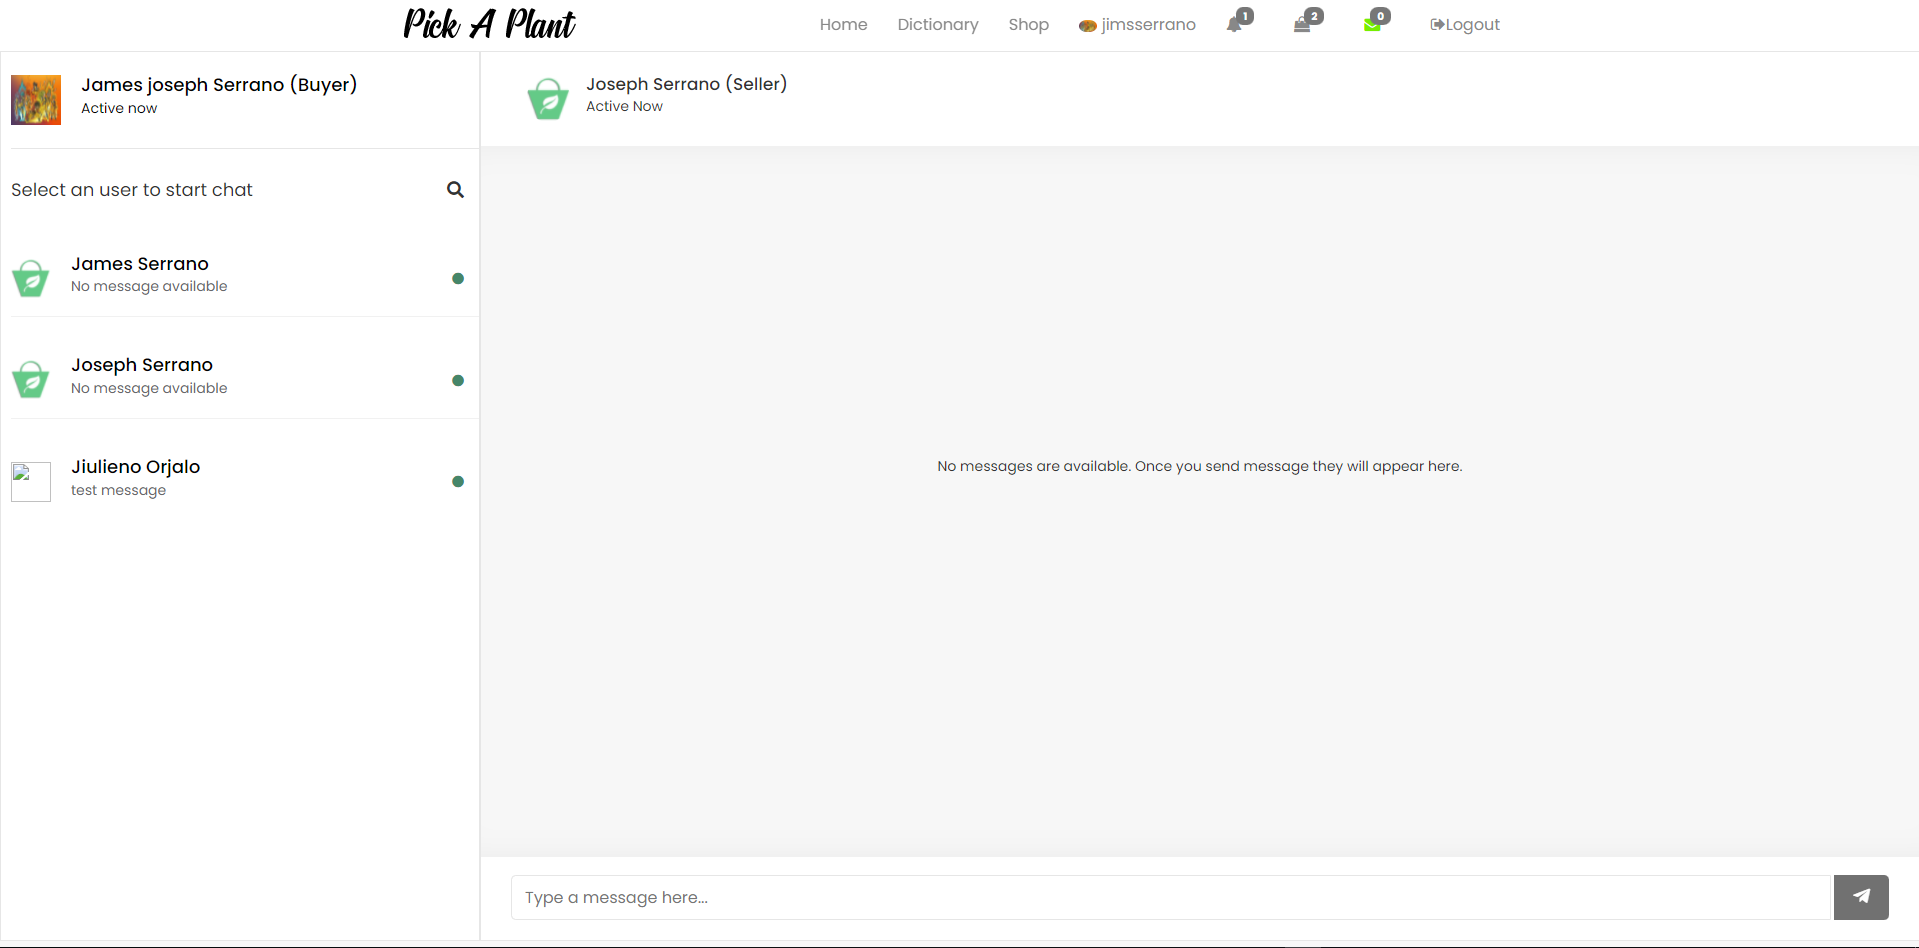 Pick A Plant
Home Dictionary Shop jimsserrano 1 2 0 Logout
James joseph Serrano (Buyer)
Active now
Select an user to start chat
James Serrano
No message available
Joseph Serrano
No message available
Jiulieno Orjalo
test message
Joseph Serrano (Seller)
Active Now
No messages are available. Once you send message they will appear here.
Type a message here...